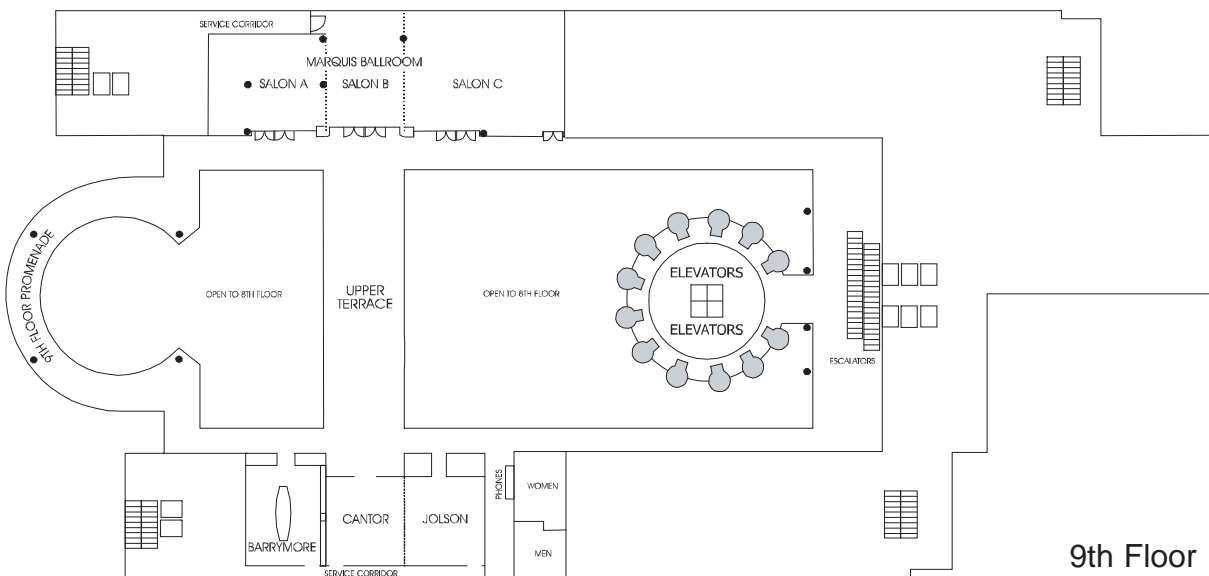 SERVICE CORRIDOR
MARQUIS BALLROOM
SALON A
SALON B
SALON C
9TH FLOOR PROMENADE
OPEN TO 8TH FLOOR
UPPER
TERRACE
OPEN TO 8TH FLOOR
ELEVATORS
ELEVATORS
ESCALATORS
PHONES
WOMEN
CANTOR
JOLSON
BARRYMORE
MEN
SERVICE CORRIDOR
9th Floor